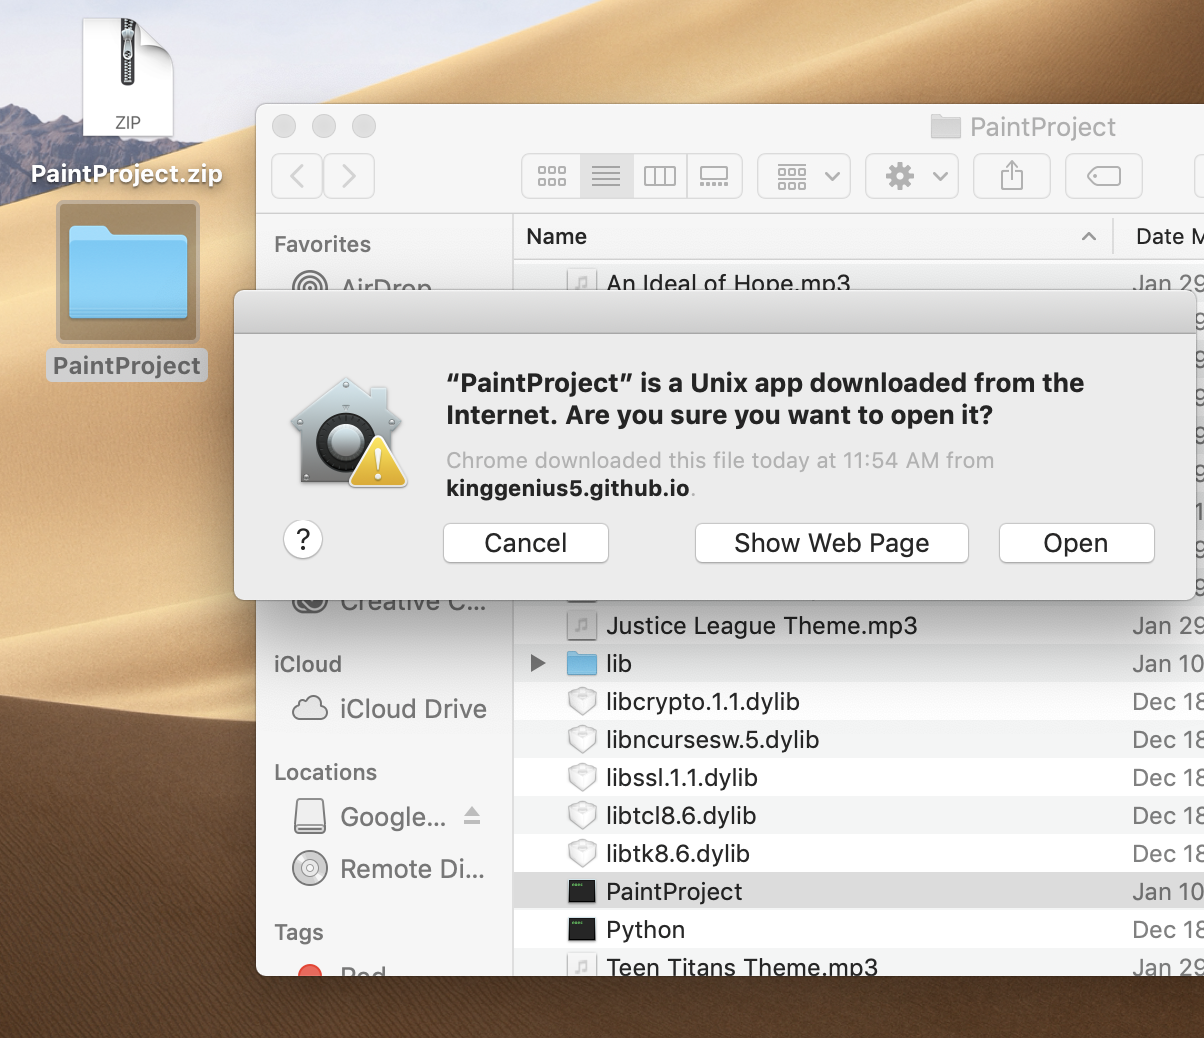 ZIP
PaintProject.zip
PaintProject
PaintProject
Favorites
AirDrop
Name
Date M
An Ideal of Hope.mp3
Jan 29
“PaintProject” is a Unix app downloaded from the
Internet. Are you sure you want to open it?
Chrome downloaded this file today at 11:54 AM from
kinggenius5.github.io.
?
Cancel
Show Web Page
Open
Creative C...
Justice League Theme.mp3
Jan 29
iCloud
lib
Jan 10
iCloud Drive
libcrypto.1.1.dylib
Dec 18
libncursesw.5.dylib
Dec 18
Locations
libssl.1.1.dylib
Dec 18
Google...
libtcl8.6.dylib
Dec 18
Remote Di...
libtk8.6.dylib
Dec 18
PaintProject
Jan 10
Tags
Python
Dec 18
Red
Teen Titans Theme.mp3
Jan 29